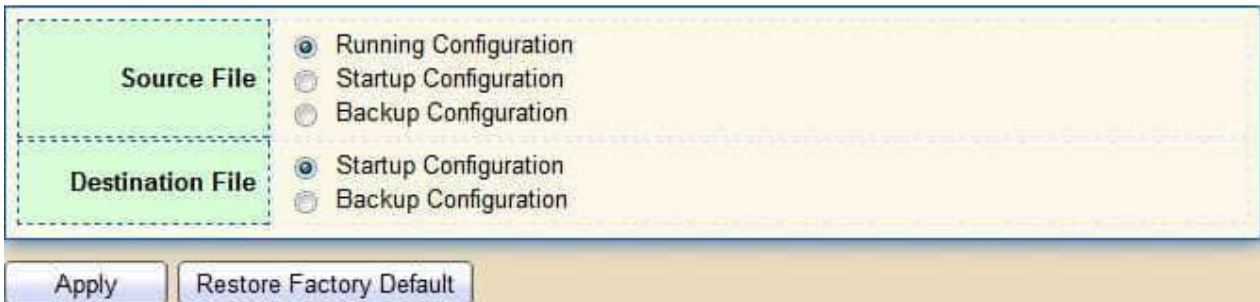 Source File
Running Configuration
Startup Configuration
Backup Configuration
Destination File
Startup Configuration
Backup Configuration
Apply
Restore Factory Default